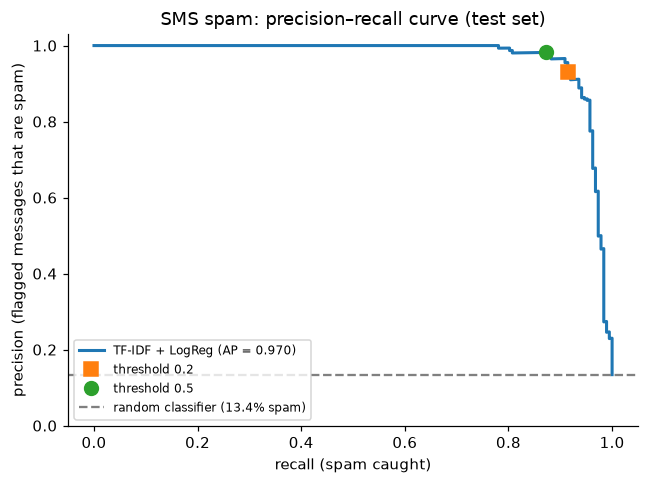 SMS spam: precision–recall curve (test set)
precision (flagged messages that are spam)
1.0
0.8
0.6
0.4
0.2
0.0
TF-IDF + LogReg (AP = 0.970)
threshold 0.2
threshold 0.5
random classifier (13.4% spam)
0.0 0.2 0.4 0.6 0.8 1.0
recall (spam caught)